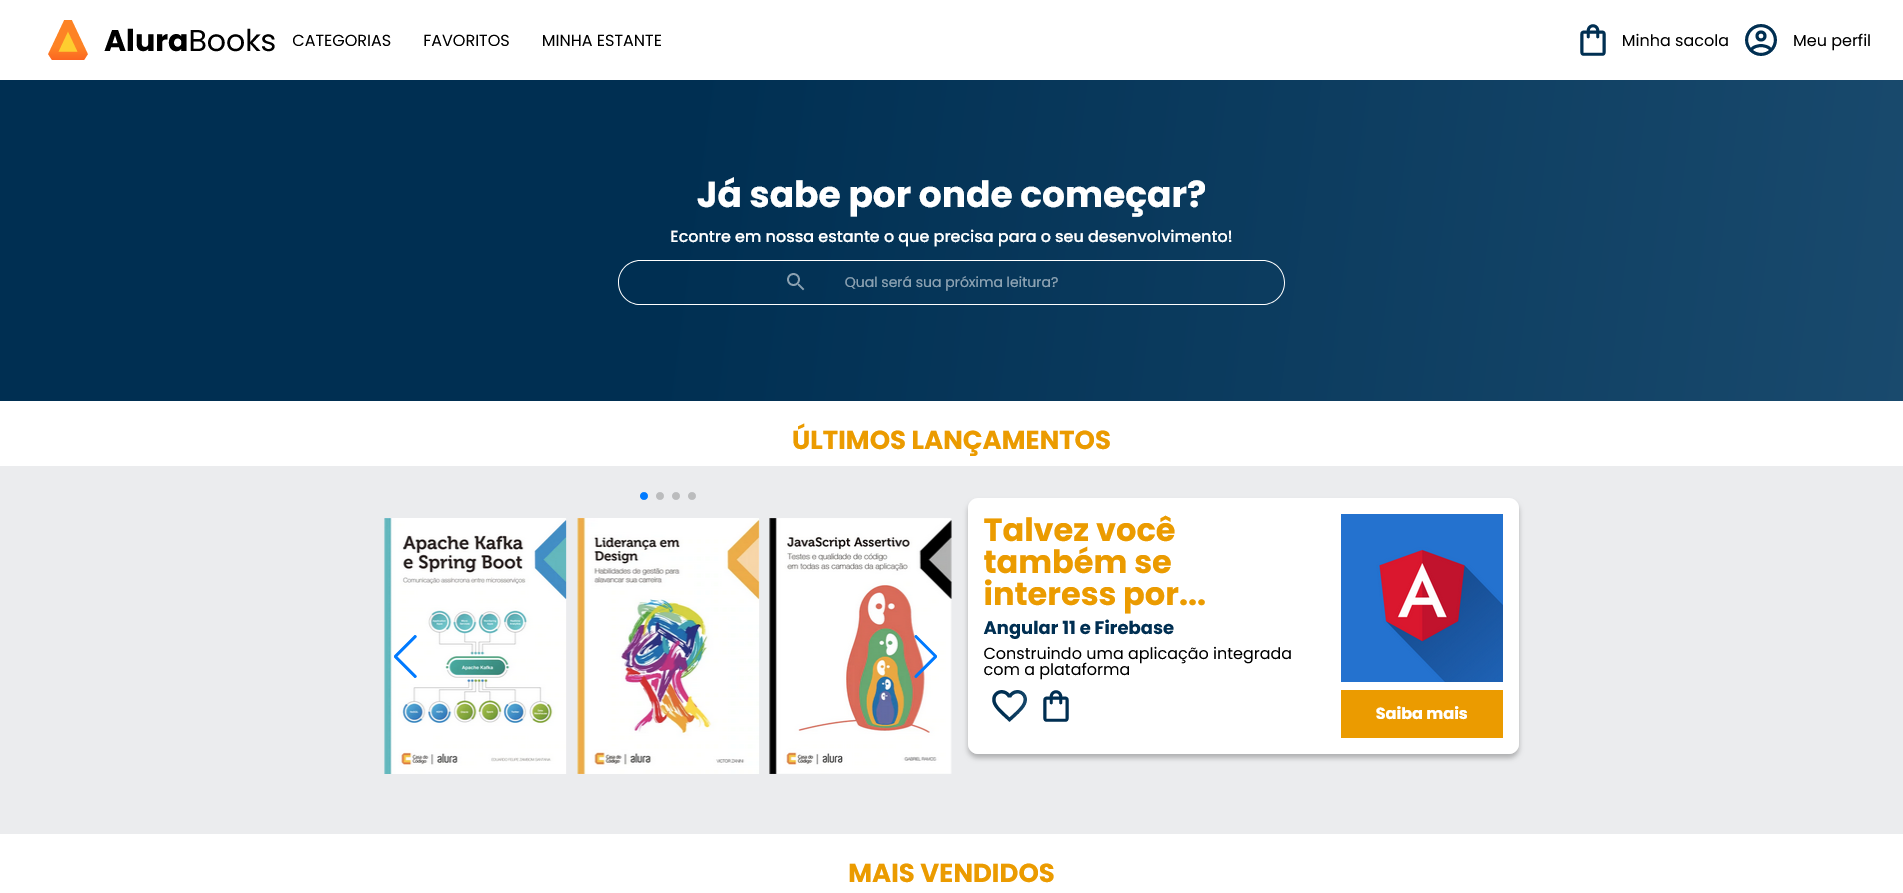 AluraBooks
CATEGORIAS
FAVORITOS
MINHA ESTANTE
Minha sacola
Meu perfil
Já sabe por onde começar?
Econtre em nossa estante o que precisa para o seu desenvolvimento!
Qual será sua próxima leitura?
ÚLTIMOS LANÇAMENTOS
Apache Kafka
e Spring Boot
Comunicação assíncrona entre microsserviços
Apache Kafka
Casa do
Código
alura
Liderança em
Design
Habilidades de gestão para
alavancar sua carreira
Casa do
Código
alura
JavaScript Assertivo
Testes e qualidade de código
em todas as camadas da aplicação
Casa do
Código
alura
Talvez você
também se
interess por...
Angular 11 e Firebase
Construindo uma aplicação integrada
com a plataforma
A
Saiba mais
MAIS VENDIDOS